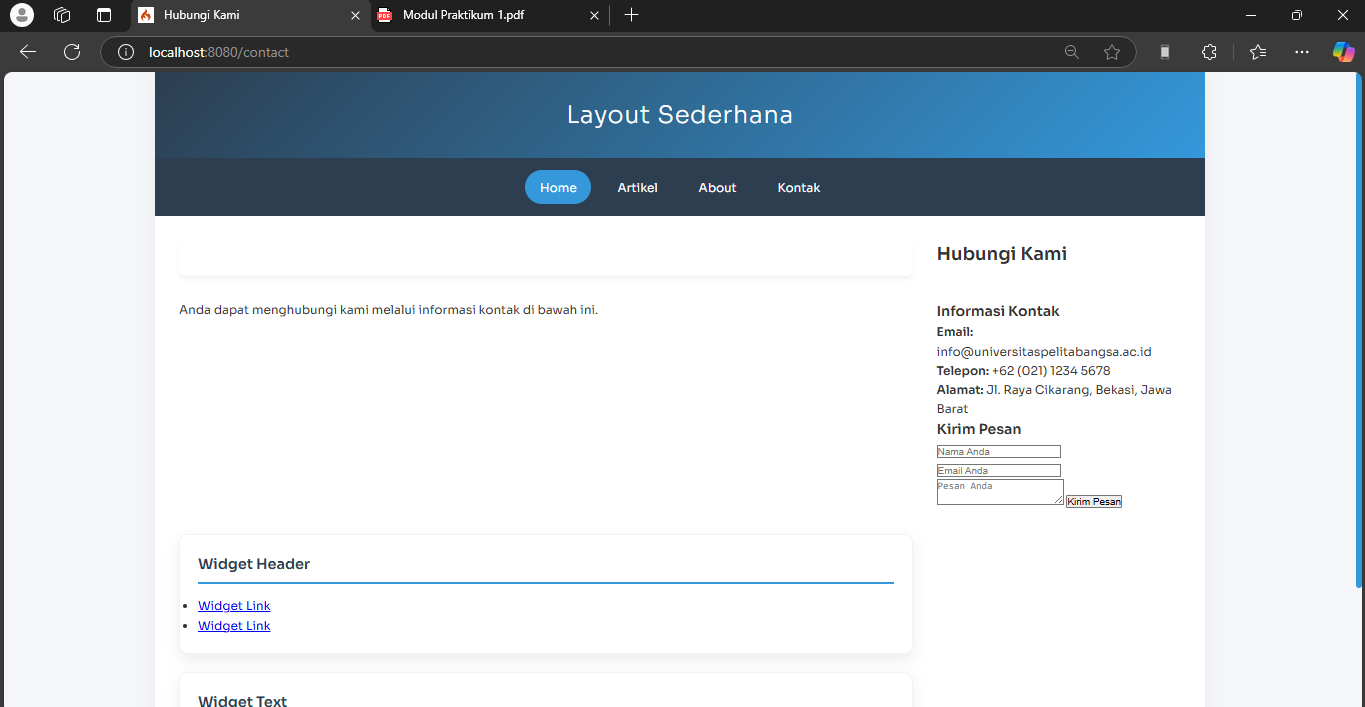 Hubungi Kami
Modul Praktikum 1.pdf
localhost:8080/contact
Layout Sederhana
Home
Artikel
About
Kontak
Anda dapat menghubungi kami melalui informasi kontak di bawah ini.
Hubungi Kami
Informasi Kontak
Email:
info@universitaspelitabangsa.ac.id
Telepon: +62 (021) 1234 5678
Alamat: Jl. Raya Cikarang, Bekasi, Jawa
Barat
Kirim Pesan
Nama Anda
Email Anda
Pesan Anda
Kirim Pesan
Widget Header
Widget Link
Widget Link
Widget Text